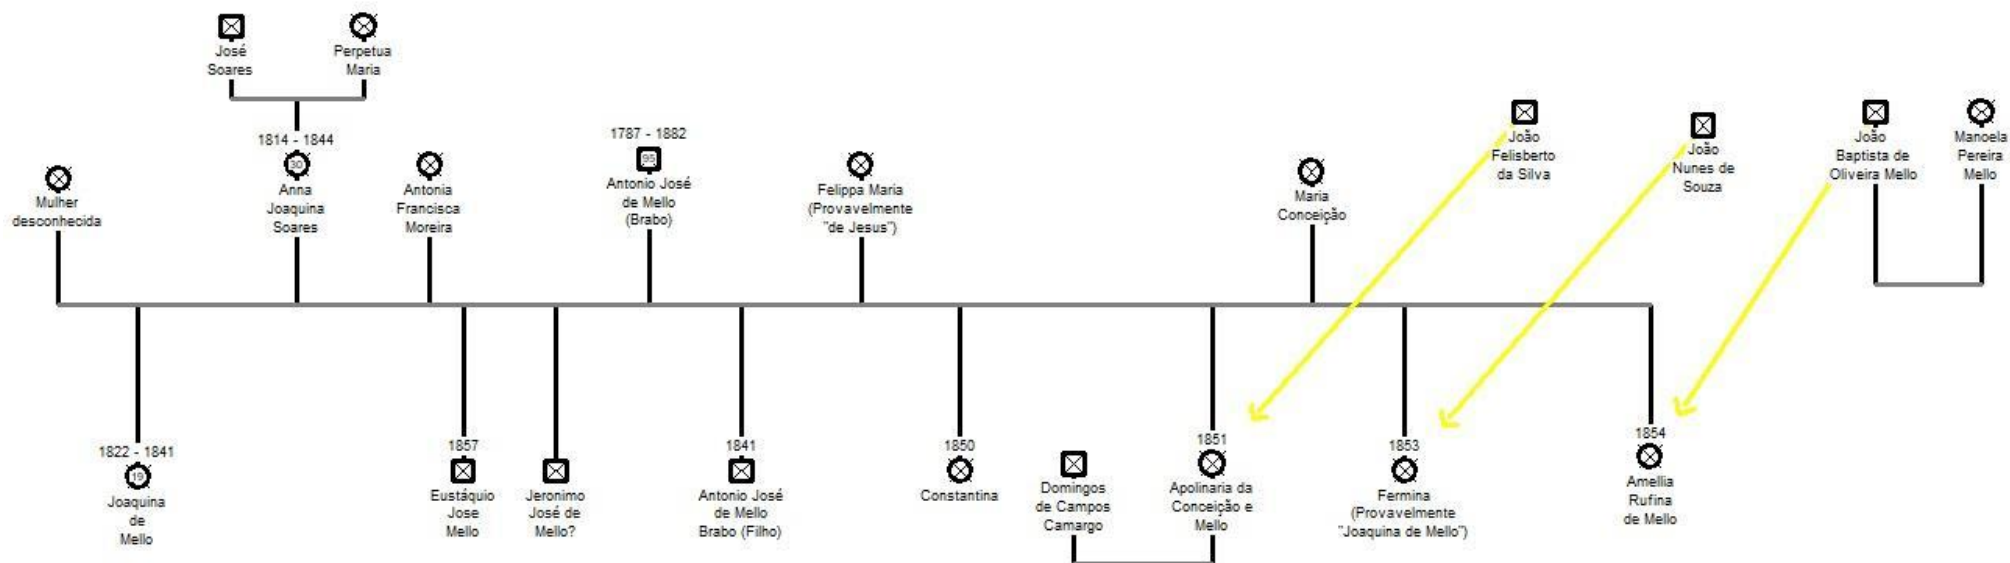 José
Soares
Perpetua
Maria
1814 - 1844
30
Anna
Joaquina
Soares
Mulher
desconhecida
Antonia
Francisca
Moreira
1787 - 1882
95
Antonio José
de Mello
(Brabo)
Felippa Maria
(Provavelmente
"de Jesus")
Maria
Conceição
João
Felisberto
da Silva
João
Nunes de
Souza
João
Baptista de
Oliveira Mello
Manoela
Pereira
Mello
1822 - 1841
19
Joaquina
de
Mello
1857
Eustáquio
Jose
Mello
Jeronimo
José de
Mello?
1841
Antonio José
de Mello
Brabo (Filho)
1850
Constantina
Domingos
de Campos
Camargo
1851
Apolinaria da
Conceição e
Mello
1853
Fermina
(Provavelmente
"Joaquina de Mello")
1854
Amellia
Rufina
de Mello